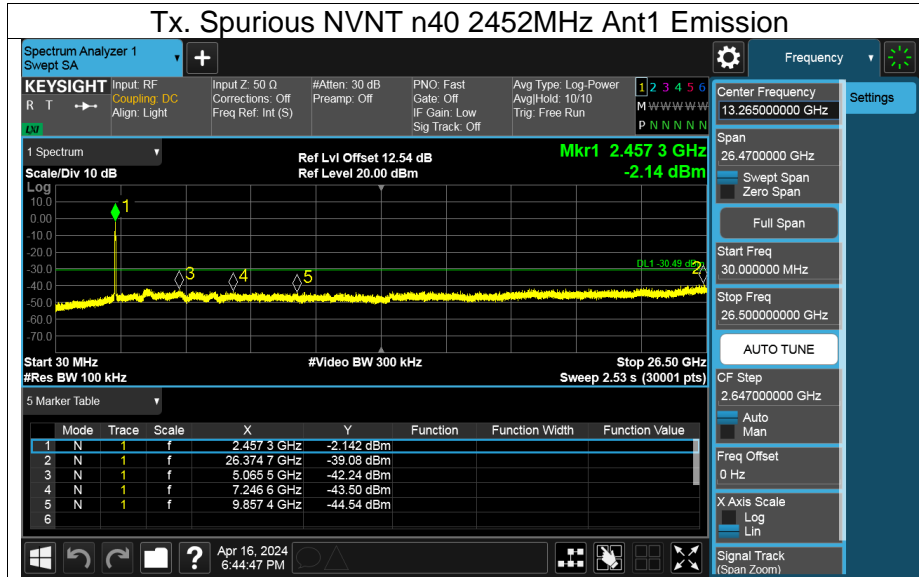 Tx. Spurious NVNT n40 2452MHz Ant1 Emission
Spectrum Analyzer 1
Swept SA
+
Frequency
KEYSIGHT
R T
LXI
Input: RF
Coupling: DC
Align: Light
Input Z: 50 Ω
Corrections: Off
Freq Ref: Int (S)
#Atten: 30 dB
Preamp: Off
PNO: Fast
Gate: Off
IF Gain: Low
Sig Track: Off
Avg Type: Log-Power
Avg|Hold: 10/10
Trig: Free Run
1 2 3 4 5 6
M W W W W W
P N N N N N
1 Spectrum
Scale/Div 10 dB
Log
Ref Lvl Offset 12.54 dB
Ref Level 20.00 dBm
Mkr1 2.457 3 GHz
-2.14 dBm
10.0
0.00
-10.0
-20.0
-30.0
-40.0
-50.0
-60.0
-70.0
1
3
4
5
2
DL1 -30.49 dBm
Start 30 MHz
#Res BW 100 kHz
#Video BW 300 kHz
Stop 26.50 GHz
Sweep 2.53 s (30001 pts)
5 Marker Table
Mode Trace Scale X Y Function Function Width Function Value
1 N 1 f 2.457 3 GHz -2.142 dBm
2 N 1 f 26.374 7 GHz -39.08 dBm
3 N 1 f 5.065 5 GHz -42.24 dBm
4 N 1 f 7.246 6 GHz -43.50 dBm
5 N 1 f 9.857 4 GHz -44.54 dBm
6
?
Apr 16, 2024
6:44:47 PM
Center Frequency
13.265000000 GHz
Settings
Span
26.4700000 GHz
Swept Span
Zero Span
Full Span
Start Freq
30.000000 MHz
Stop Freq
26.500000000 GHz
AUTO TUNE
CF Step
2.647000000 GHz
Auto
Man
Freq Offset
0 Hz
X Axis Scale
Log
Lin
Signal Track
(Span Zoom)